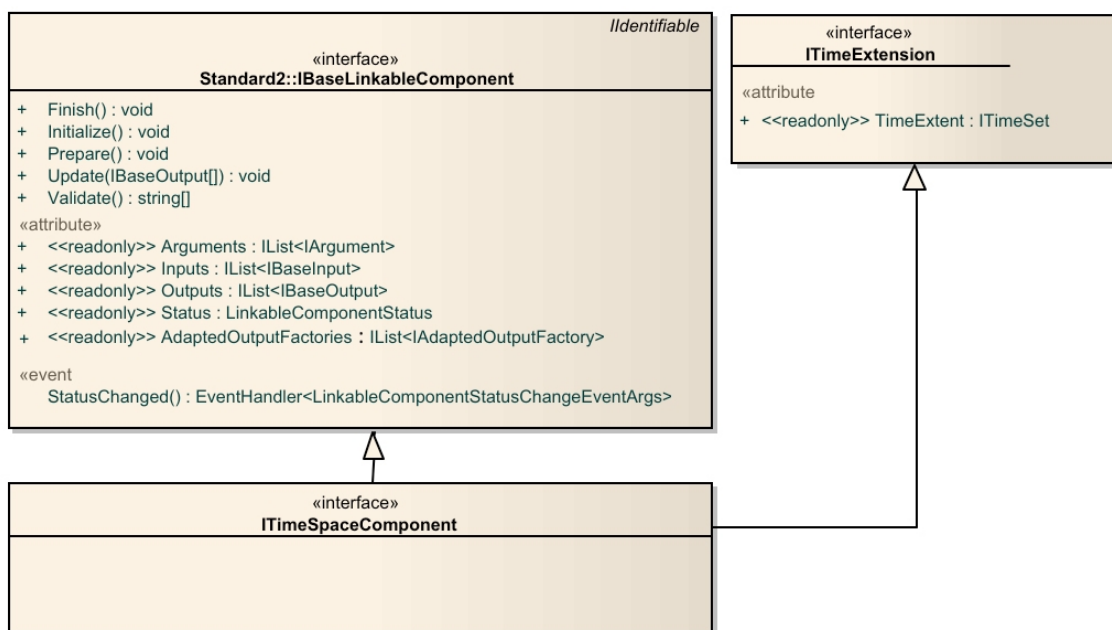 IIdentifiable
«interface»
Standard2::IBaseLinkableComponent
+ Finish() : void
+ Initialize() : void
+ Prepare() : void
+ Update(IBaseOutput[]) : void
+ Validate() : string[]
«attribute»
+ <<readonly>> Arguments : IList<IArgument>
+ <<readonly>> Inputs : IList<IBaseInput>
+ <<readonly>> Outputs : IList<IBaseOutput>
+ <<readonly>> Status : LinkableComponentStatus
+ <<readonly>> AdaptedOutputFactories : IList<IAdaptedOutputFactory>
«event
StatusChanged() : EventHandler<LinkableComponentStatusChangeEventArgs>
«interface»
ITimeExtension
«attribute
+ <<readonly>> TimeExtent : ITimeSet
«interface»
ITimeSpaceComponent